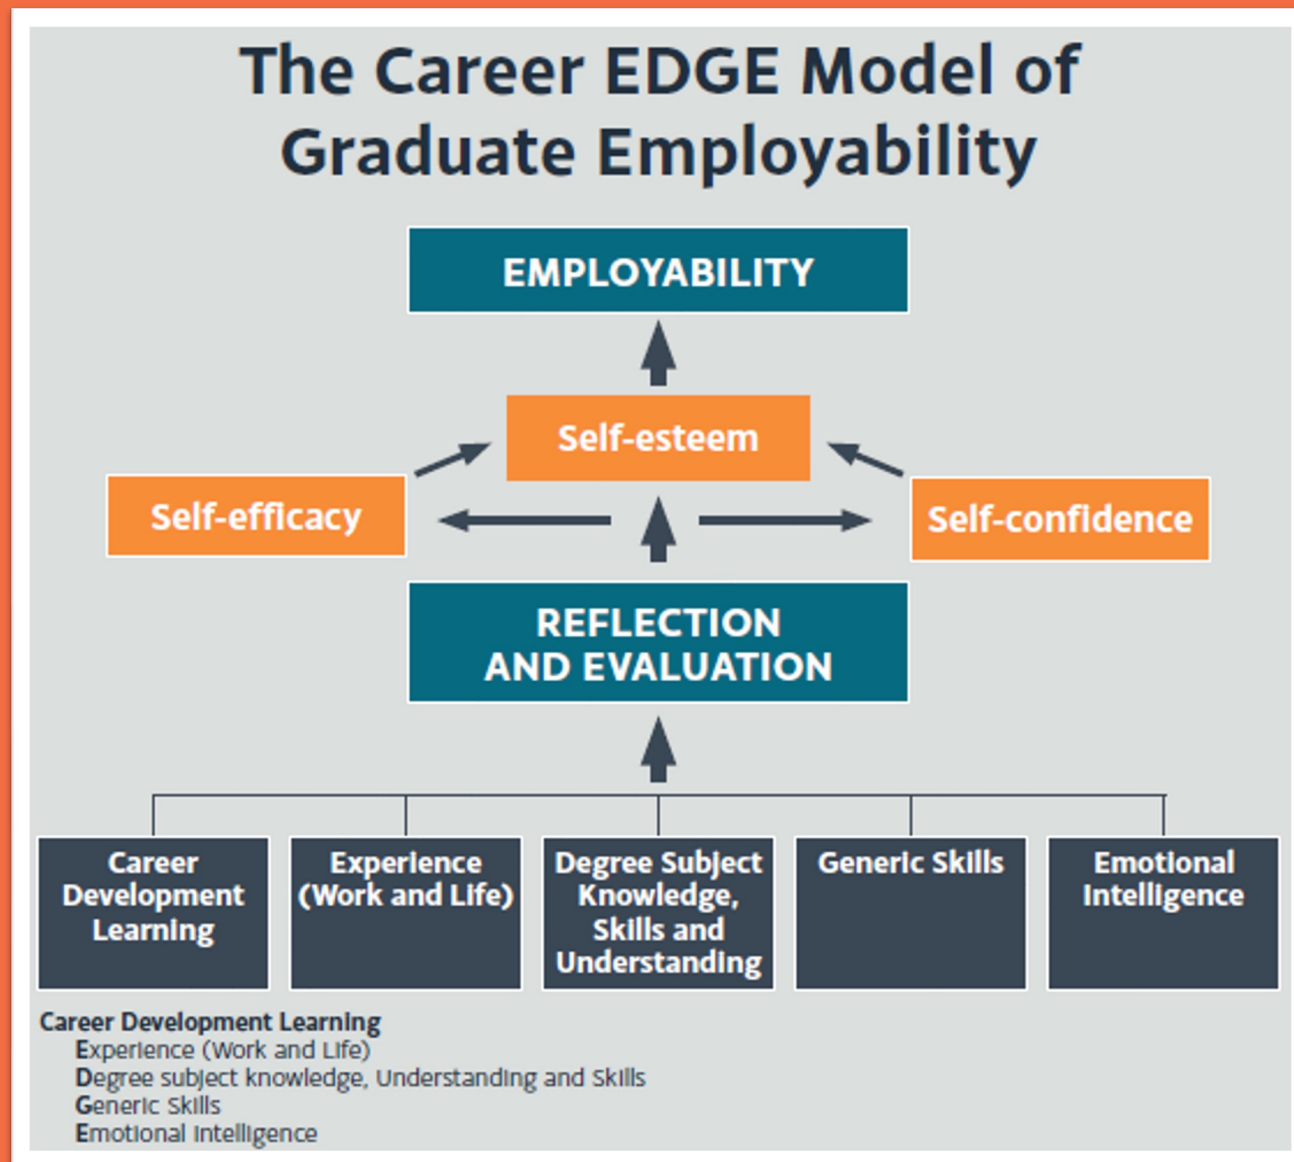 The Career EDGE Model of
Graduate Employability
EMPLOYABILITY
Self-esteem
Self-efficacy
Self-confidence
REFLECTION
AND EVALUATION
Career
Development
Learning
Experience
(Work and Life)
Degree Subject
Knowledge,
Skills and
Understanding
Generic Skills
Emotional
Intelligence
Career Development Learning
Experience (Work and Life)
Degree subject knowledge, Understanding and Skills
Generic Skills
Emotional Intelligence